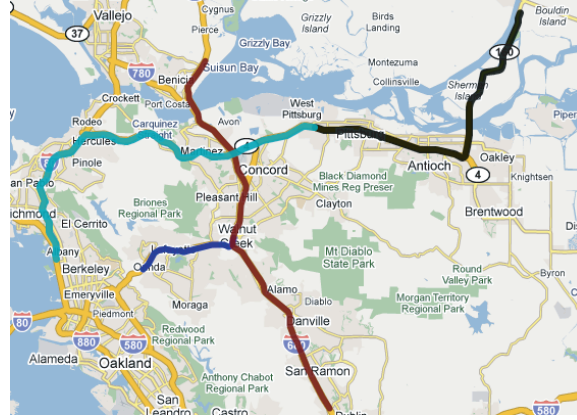 Cygnus
Grizzly
Island
Birds
Landing
Bouldin
Island
Vallejo
37
Pierce
Grizzly Bay
780
Suisun Bay
Montezuma
Collinsville
Sherman
Island
Benicia
Crockett
Port Costa
West
Pittsburg
Rodeo
Carquinez
Avon
Hercules
Martinez
Pittsburg
Pinole
Oakley
Antioch
4
Knightsen
Concord
Black Diamond
Mines Reg Preser
Richmond
Pleasant Hill
Briones
Regional Park
Clayton
El Cerrito
Brentwood
Walnut
Creek
Albany
Lafayette
Mt Diablo
State Park
Berkeley
Orinda
Round
Valley Park
Byron
Emeryville
Moraga
Alamo
Diablo
Morgan Territory
Regional Park
Piedmont
580
Danville
80
880
Redwood
Regional Park
Alameda
Oakland
680
San Ramon
Anthony Chabot
Regional Park
San
Leandro
Castro
Dublin
580